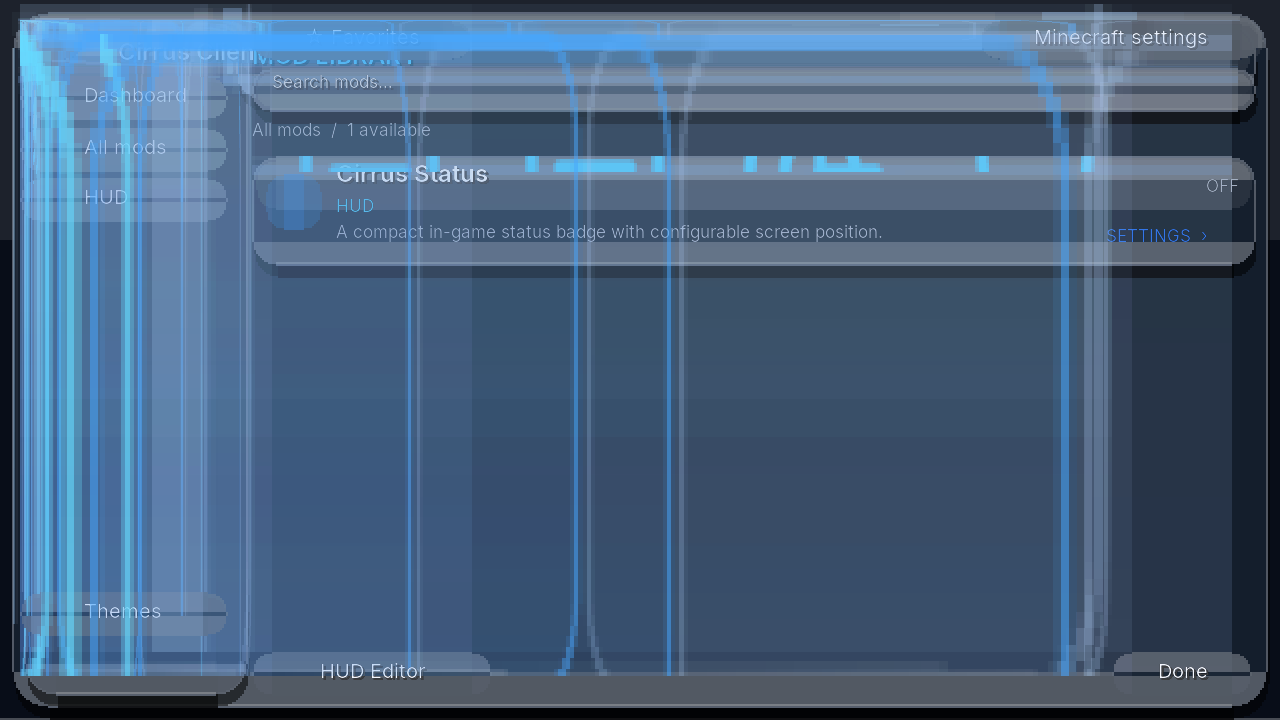 Cirrus Client
★ Favorites
Minecraft settings
MOD LIBRARY
Search mods...
Dashboard
All mods / 1 available
All mods
Cirrus Status
OFF
HUD
HUD
A compact in-game status badge with configurable screen position.
SETTINGS ›
Themes
HUD Editor
Done